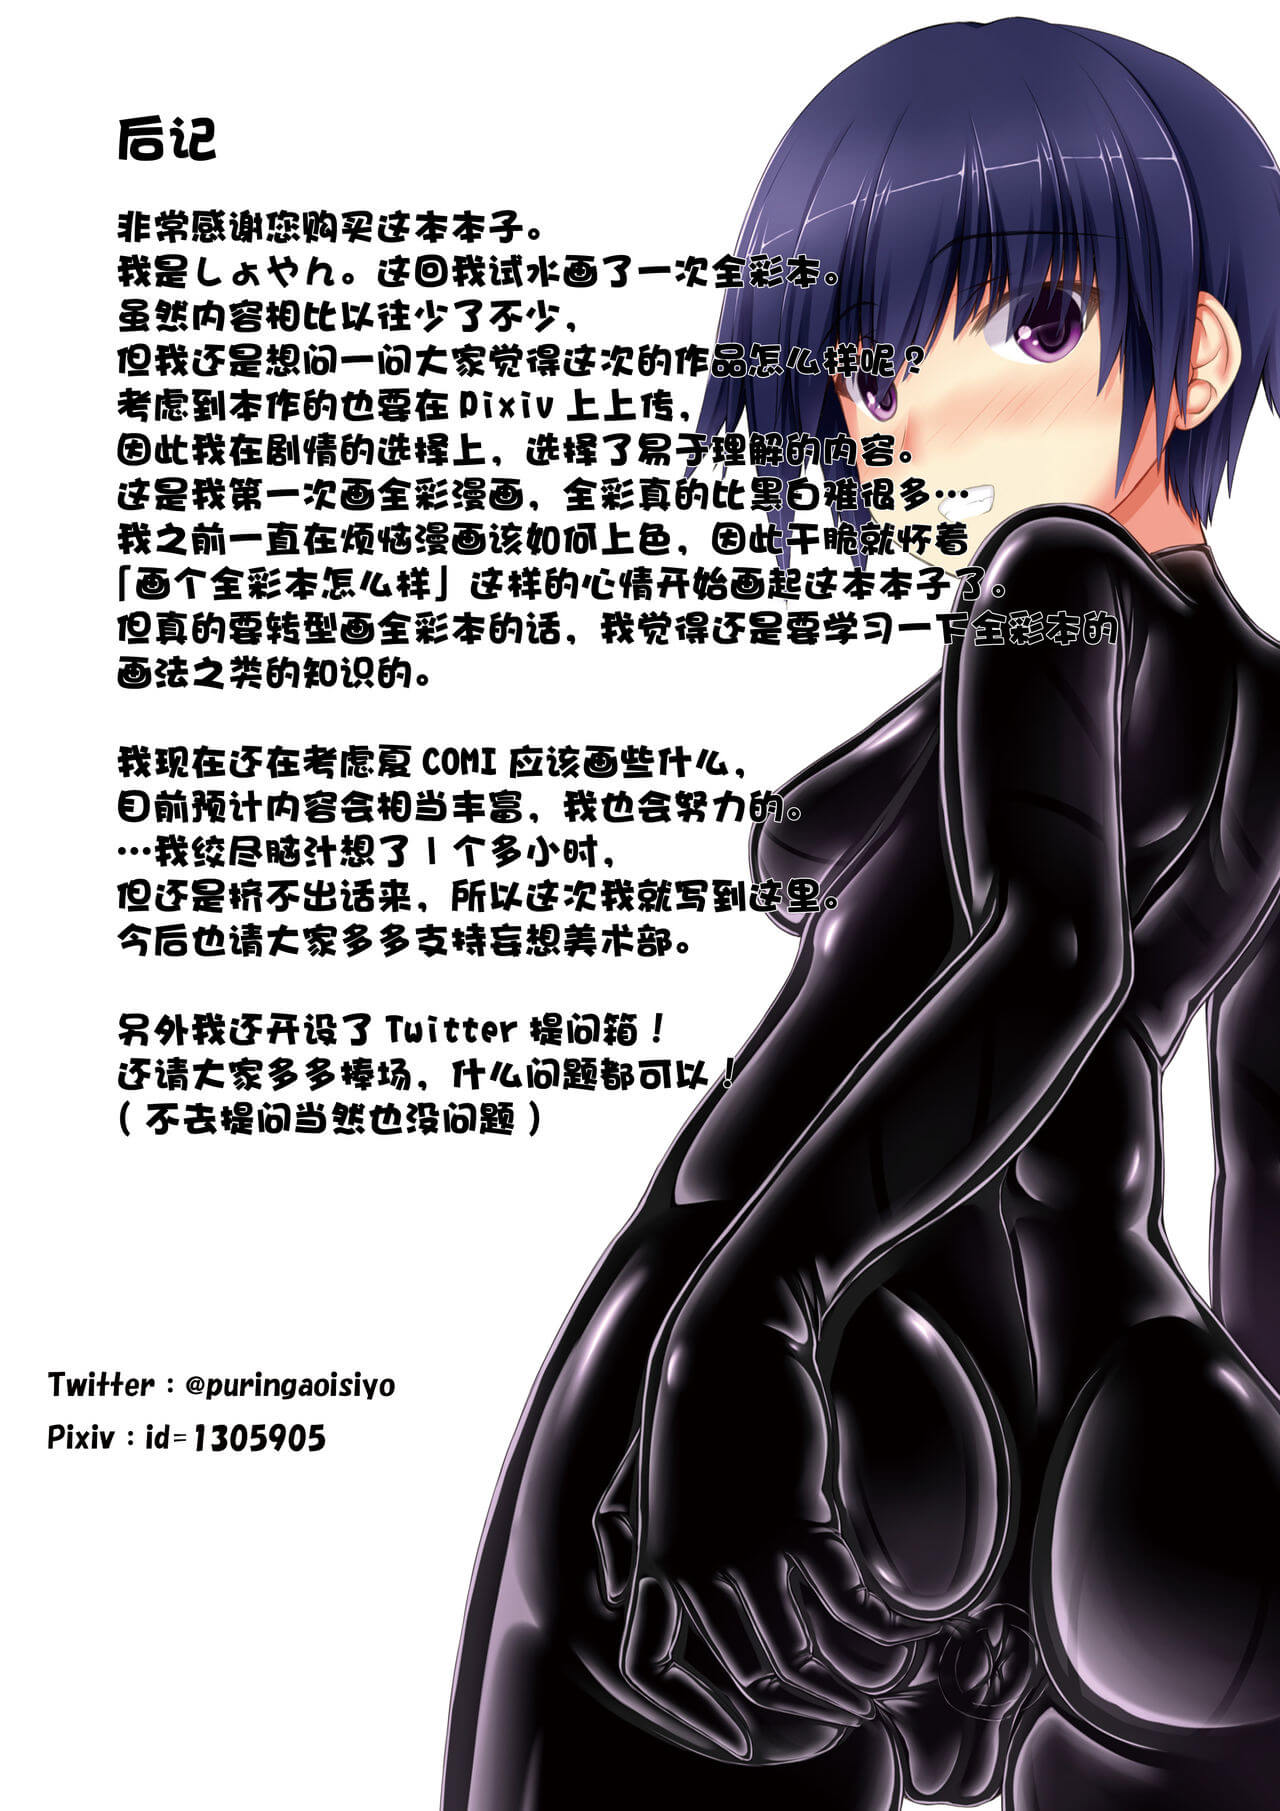 后记
非常感谢您购买这本本子。
我是しょやん。这回我试水画了一次全彩本。
虽然内容相比以往少了不少，
但我还是想问一问大家觉得这次的作品怎么样呢？
考虑到本作的也要在Pixiv上上传，
因此我在剧情的选择上，选择了易于理解的内容。
这是我第一次画全彩漫画，全彩真的比黑白难很多…
我之前一直在烦恼漫画该如何上色，因此干脆就怀着
「画个全彩本怎么样」这样的心情开始画起这本本子了。
但真的要转型画全彩本的话，我觉得还是要学习一下全彩本的
画法之类的知识的。
我现在还在考虑夏COMI应该画些什么，
目前预计内容会相当丰富，我也会努力的。
…我绞尽脑汁想了1个多小时，
但还是挤不出话来，所以这次我就写到这里。
今后也请大家多多支持妄想美术部。
另外我还开设了Twitter提问箱！
还请大家多多捧场，什么问题都可以！
（不去提问当然也没问题）
Twitter：@puringaoisiyo
Pixiv：id=1305905